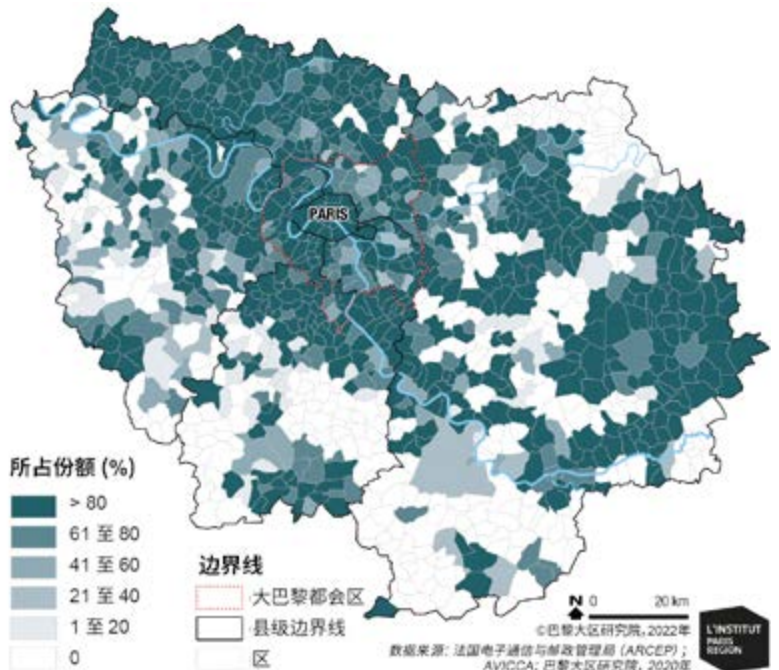 PARIS
所占份额 (%)
> 80
61 至 80
41 至 60
21 至 40
1 至 20
0
边界线
大巴黎都会区
县级边界线
区
N 0 20 km
©巴黎大区研究院, 2022年
数据来源: 法国电子通信与邮政管理局 (ARCEP) ;
AVICCA; 巴黎大区研究院, 2020年
L'INSTITUT
PARIS
REGION